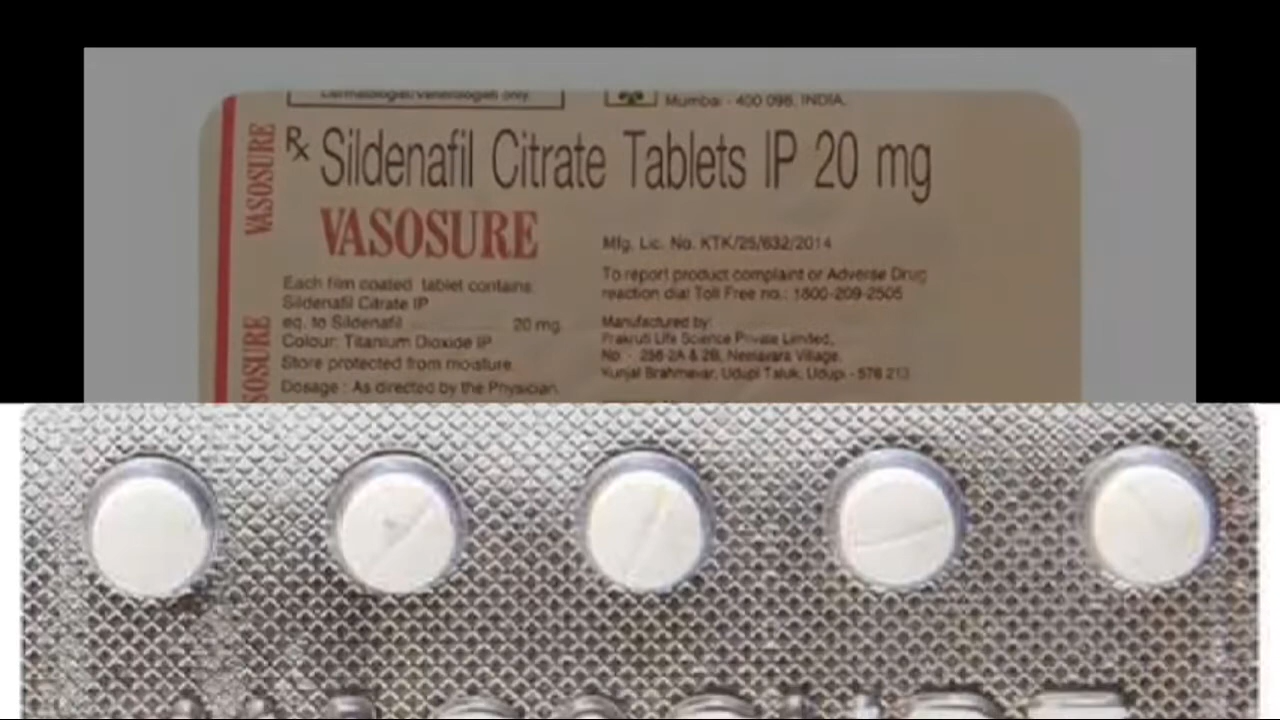 Dermatologist/Venerologist only.
Mumbai - 400 098. INDIA.
Rx Sildenafil Citrate Tablets IP 20 mg
VASOSURE
VASOSURE
Each film coated tablet contains:
Sildenafil Citrate IP
eq. to Sildenafil ........................ 20 mg
Colour: Titanium Dioxide IP
Store protected from moisture.
Dosage : As directed by the Physician.
Mfg. Lic. No. KTK/25/632/2014
To report product complaint or Adverse Drug
reaction dial Toll Free no.: 1800-209-2505
Manufactured by:
Prakruti Life Science Private Limited,
No - 256-2A & 2B, Neelavara Village,
Kunjal Brahmavar, Udupi Taluk, Udupi - 576 213
SOSURE